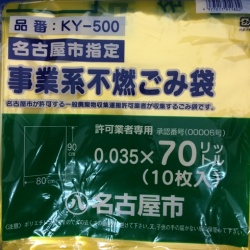 品番：KY-500
名古屋市指定
事業系不燃ごみ袋
名古屋市が許可する一般廃棄物収集運搬許可業者が収集するごみ袋です。
許可業者専用 承認番号(00006号)
90cm
80cm
0.035×70リットル
(10枚入)
名古屋市